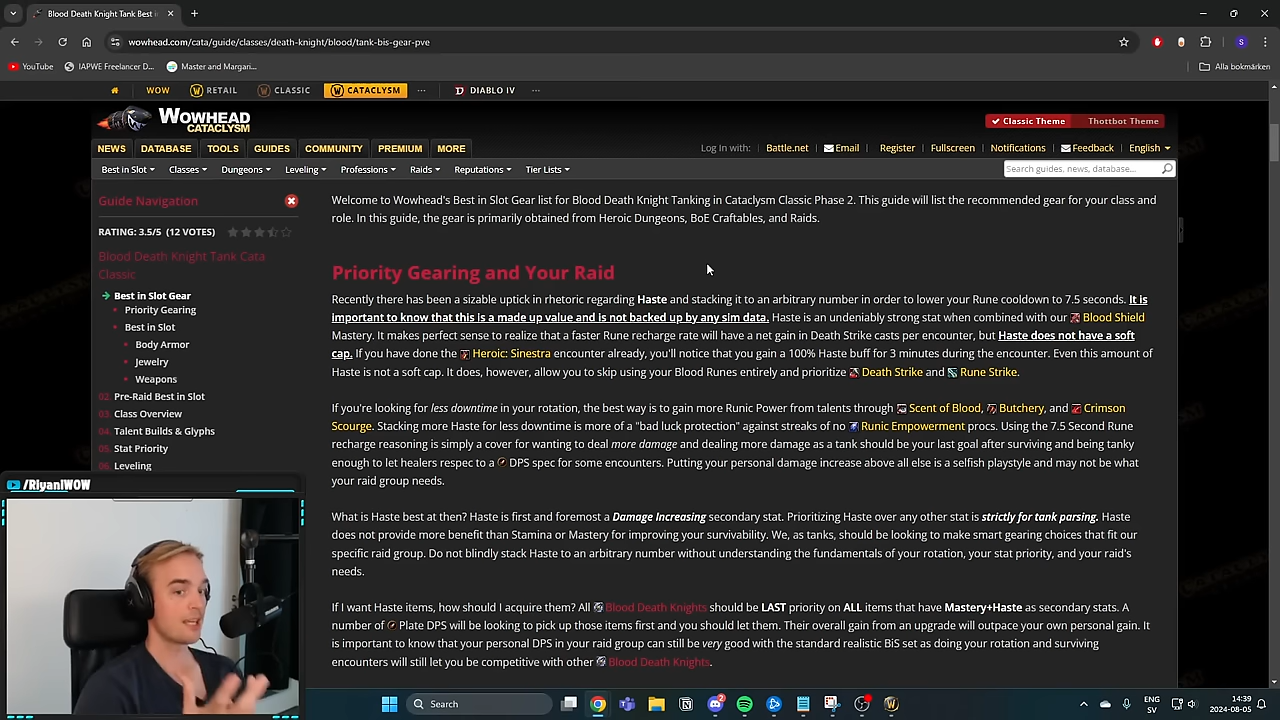 Blood Death Knight Tank Best in
wowhead.com/cata/guide/classes/death-knight/blood/tank-bis-gear-pve
YouTube IAPWE Freelancer D... Master and Margari... Alla bokmärken
WOW RETAIL CLASSIC CATACLYSM ... DIABLO IV ...
WOWHEAD
CATACLYSM
Classic Theme Thottbot Theme
NEWS DATABASE TOOLS GUIDES COMMUNITY PREMIUM MORE Log in with: Battle.net Email Register Fullscreen Notifications Feedback English
Best in Slot Classes Dungeons Leveling Professions Raids Reputations Tier Lists Search guides, news, database...
Guide Navigation
RATING: 3.5/5 (12 VOTES)
Blood Death Knight Tank Cata
Classic
Best in Slot Gear
Priority Gearing
Best in Slot
Body Armor
Jewelry
Weapons
02. Pre-Raid Best in Slot
03. Class Overview
04. Talent Builds & Glyphs
05. Stat Priority
06. Leveling
Welcome to Wowhead's Best in Slot Gear list for Blood Death Knight Tanking in Cataclysm Classic Phase 2. This guide will list the recommended gear for your class and
role. In this guide, the gear is primarily obtained from Heroic Dungeons, BoE Craftables, and Raids.
Priority Gearing and Your Raid
Recently there has been a sizable uptick in rhetoric regarding Haste and stacking it to an arbitrary number in order to lower your Rune cooldown to 7.5 seconds. It is
important to know that this is a made up value and is not backed up by any sim data. Haste is an undeniably strong stat when combined with our Blood Shield
Mastery. It makes perfect sense to realize that a faster Rune recharge rate will have a net gain in Death Strike casts per encounter, but Haste does not have a soft
cap. If you have done the Heroic: Sinestra encounter already, you'll notice that you gain a 100% Haste buff for 3 minutes during the encounter. Even this amount of
Haste is not a soft cap. It does, however, allow you to skip using your Blood Runes entirely and prioritize Death Strike and Rune Strike.
If you're looking for less downtime in your rotation, the best way is to gain more Runic Power from talents through Scent of Blood, Butchery, and Crimson
Scourge. Stacking more Haste for less downtime is more of a "bad luck protection" against streaks of no Runic Empowerment procs. Using the 7.5 Second Rune
recharge reasoning is simply a cover for wanting to deal more damage and dealing more damage as a tank should be your last goal after surviving and being tanky
enough to let healers respec to a DPS spec for some encounters. Putting your personal damage increase above all else is a selfish playstyle and may not be what
your raid group needs.
What is Haste best at then? Haste is first and foremost a Damage Increasing secondary stat. Prioritizing Haste over any other stat is strictly for tank parsing. Haste
does not provide more benefit than Stamina or Mastery for improving your survivability. We, as tanks, should be looking to make smart gearing choices that fit our
specific raid group. Do not blindly stack Haste to an arbitrary number without understanding the fundamentals of your rotation, your stat priority, and your raid's
needs.
If I want Haste items, how should I acquire them? All Blood Death Knights should be LAST priority on ALL items that have Mastery+Haste as secondary stats. A
number of Plate DPS will be looking to pick up those items first and you should let them. Their overall gain from an upgrade will outpace your own personal gain. It
is important to know that your personal DPS in your raid group can still be very good with the standard realistic BiS set as doing your rotation and surviving
encounters will still let you be competitive with other Blood Death Knights.
/RiyaniWOW
Search
ENG
SV
14:39
2024-08-05